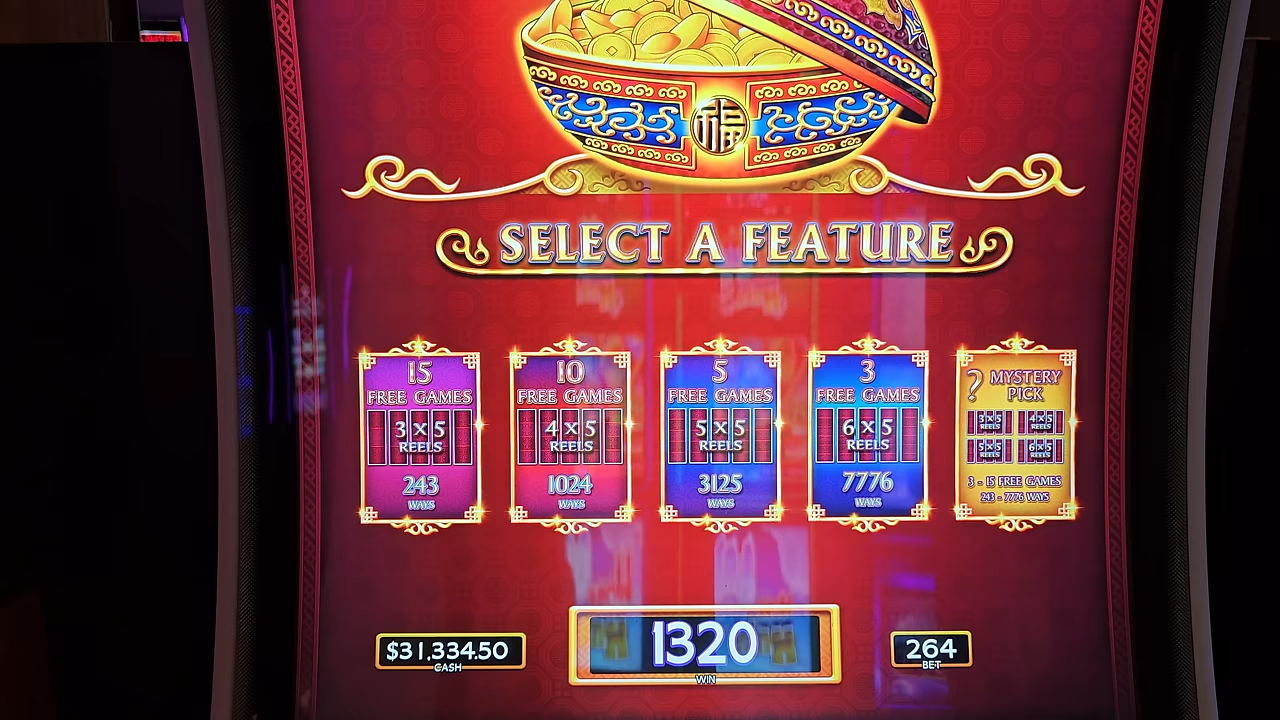 福
SELECT A FEATURE
15
FREE GAMES
3 X 5
REELS
243
WAYS
10
FREE GAMES
4 X 5
REELS
1024
WAYS
5
FREE GAMES
5 X 5
REELS
3125
WAYS
3
FREE GAMES
6 X 5
REELS
7776
WAYS
? MYSTERY
PICK
3 X 5
REELS
4 X 5
REELS
5 X 5
REELS
6 X 5
REELS
3 - 15 FREE GAMES
243 - 7776 WAYS
$31,334.50
CASH
1320
WIN
264
BET